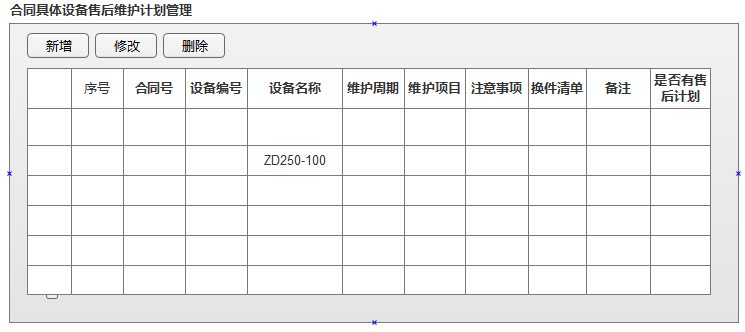 合同具体设备售后维护计划管理
新增 修改 删除
序号 合同号 设备编号 设备名称 维护周期 维护项目 注意事项 换件清单 备注 是否有售
后计划
ZD250-100